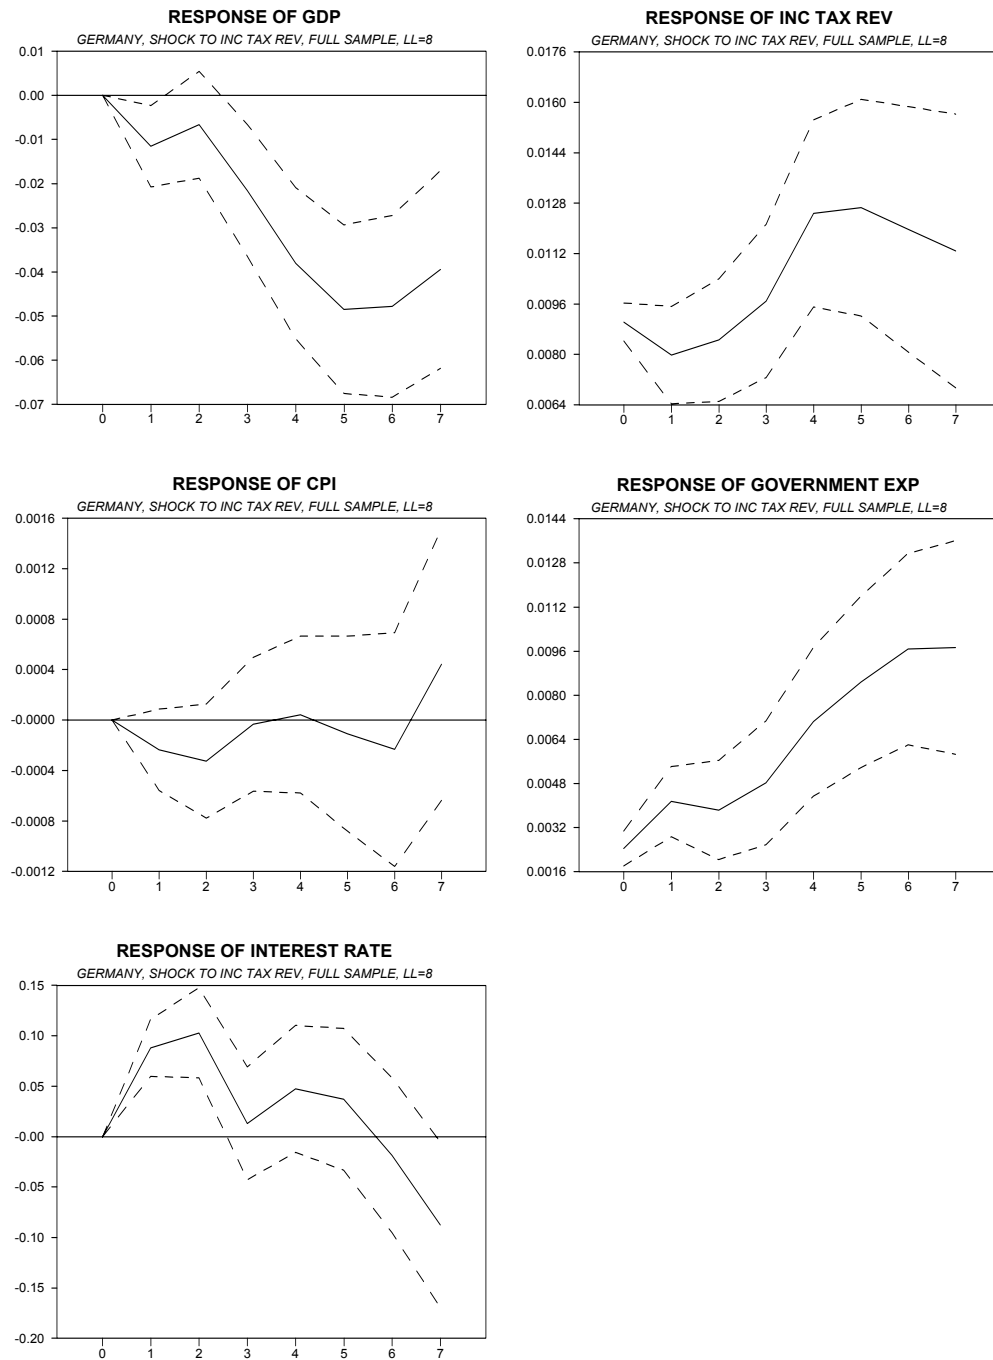 RESPONSE OF GDP
GERMANY, SHOCK TO INC TAX REV, FULL SAMPLE, LL=8
0.01
0.00
-0.01
-0.02
-0.03
-0.04
-0.05
-0.06
-0.07
0 1 2 3 4 5 6 7
RESPONSE OF INC TAX REV
GERMANY, SHOCK TO INC TAX REV, FULL SAMPLE, LL=8
0.0176
0.0160
0.0144
0.0128
0.0112
0.0096
0.0080
0.0064
0 1 2 3 4 5 6 7
RESPONSE OF CPI
GERMANY, SHOCK TO INC TAX REV, FULL SAMPLE, LL=8
0.0016
0.0012
0.0008
0.0004
-0.0000
-0.0004
-0.0008
-0.0012
0 1 2 3 4 5 6 7
RESPONSE OF GOVERNMENT EXP
GERMANY, SHOCK TO INC TAX REV, FULL SAMPLE, LL=8
0.0144
0.0128
0.0112
0.0096
0.0080
0.0064
0.0048
0.0032
0.0016
0 1 2 3 4 5 6 7
RESPONSE OF INTEREST RATE
GERMANY, SHOCK TO INC TAX REV, FULL SAMPLE, LL=8
0.15
0.10
0.05
-0.00
-0.05
-0.10
-0.15
-0.20
0 1 2 3 4 5 6 7